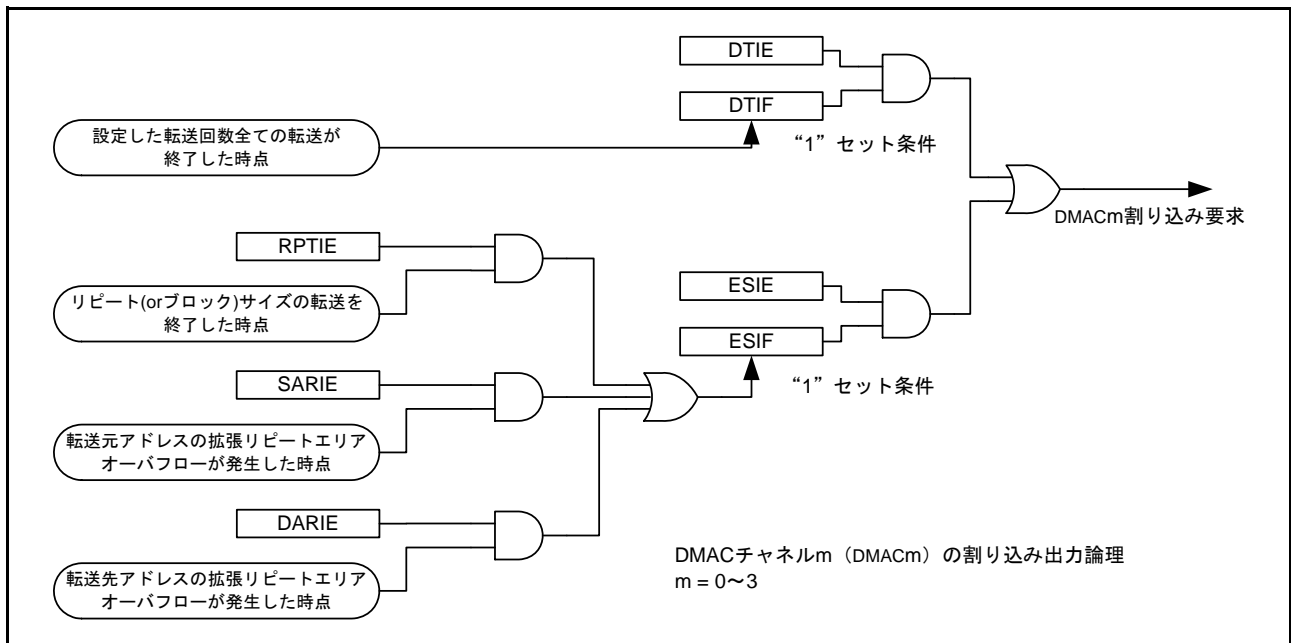 DTIE
DTIF
“1”セット条件
設定した転送回数全ての転送が
終了した時点
DMACm割り込み要求
RPTIE
リピート(orブロック)サイズの転送を
終了した時点
ESIE
ESIF
“1”セット条件
SARIE
転送元アドレスの拡張リピートエリア
オーバフローが発生した時点
DARIE
転送先アドレスの拡張リピートエリア
オーバフローが発生した時点
DMACチャネルm（DMACm）の割り込み出力論理
m = 0～3